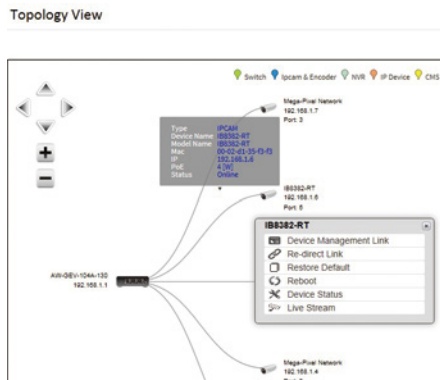 Topology View
Switch Ipcam & Encoder NVR IP Device CMS
Mega-Pixel Network
192.168.1.7
Port: 3
Type IPCAM
Device Name IB8382-RT
Model Name IB8382-RT
Mac 00-02-d1-35-f3-f3
IP 192.168.1.6
PoE 4 [W]
Status Online
IB8382-RT
192.168.1.6
Port: 5
IB8382-RT
Device Management Link
Re-direct Link
Restore Default
Reboot
Device Status
Live Stream
AW-GEV-104A-130
192.168.1.1
Mega-Pixel Network
192.168.1.4